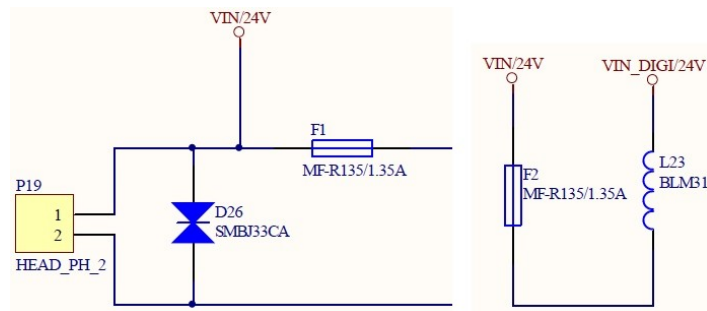 VIN/24V
F1
MF-R135/1.35A
P19
1
2
HEAD_PH_2
D26
SMBJ33CA
VIN/24V
VIN_DIGI/24V
F2
MF-R135/1.35A
L23
BLM31